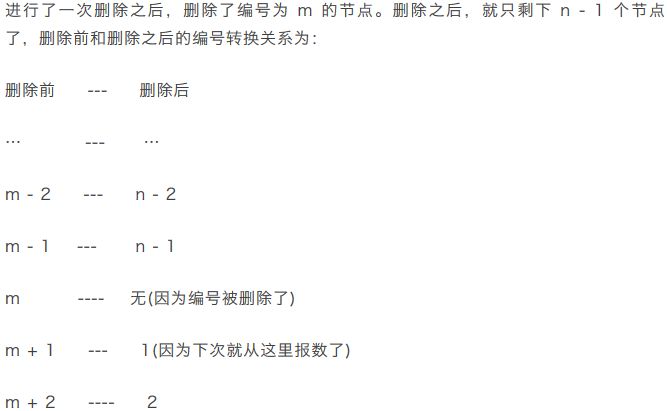 进行了一次删除之后，删除了编号为 m 的节点。删除之后，就只剩下 n - 1 个节点
了，删除前和删除之后的编号转换关系为：
删除前 --- 删除后
… --- …
m - 2 --- n - 2
m - 1 --- n - 1
m ---- 无(因为编号被删除了)
m + 1 --- 1(因为下次就从这里报数了)
m + 2 ---- 2